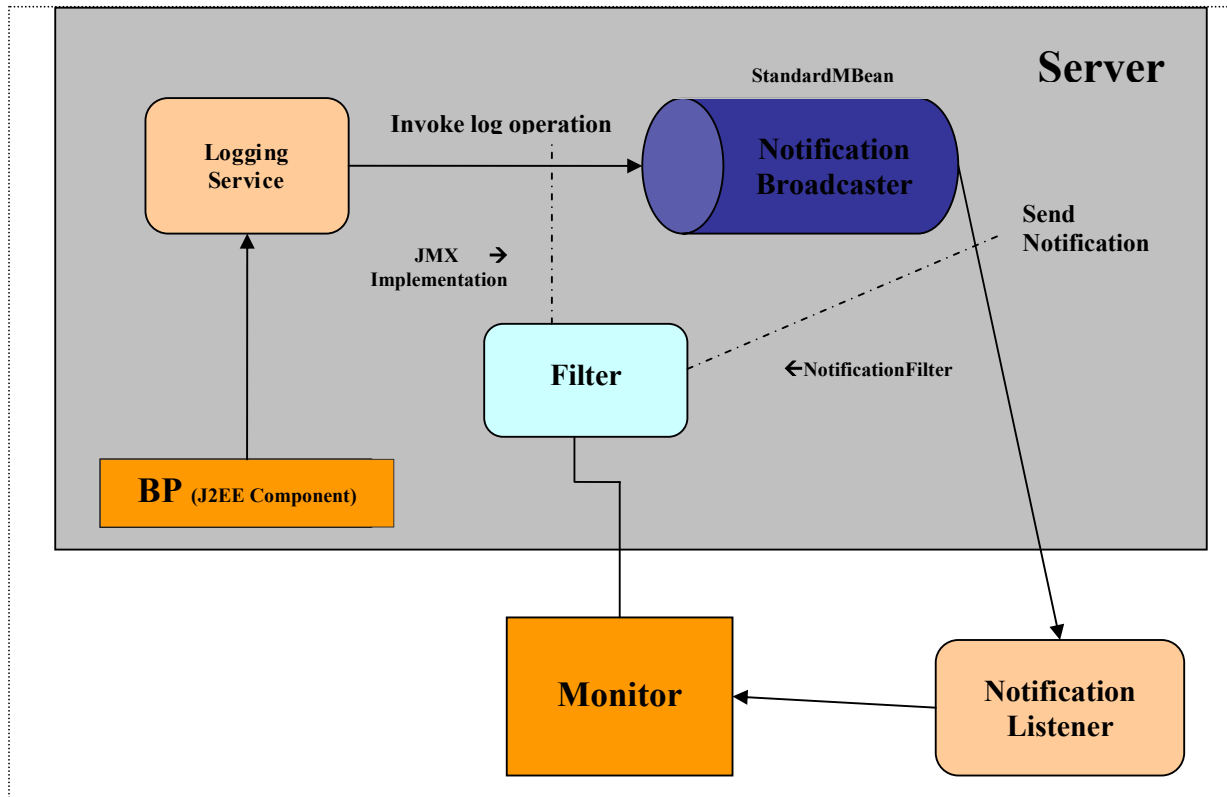 Server
StandardMBean
Invoke log operation
Logging
Service
Notification
Broadcaster
Send
Notification
JMX →
Implementation
Filter
←NotificationFilter
BP (J2EE Component)
Monitor
Notification
Listener